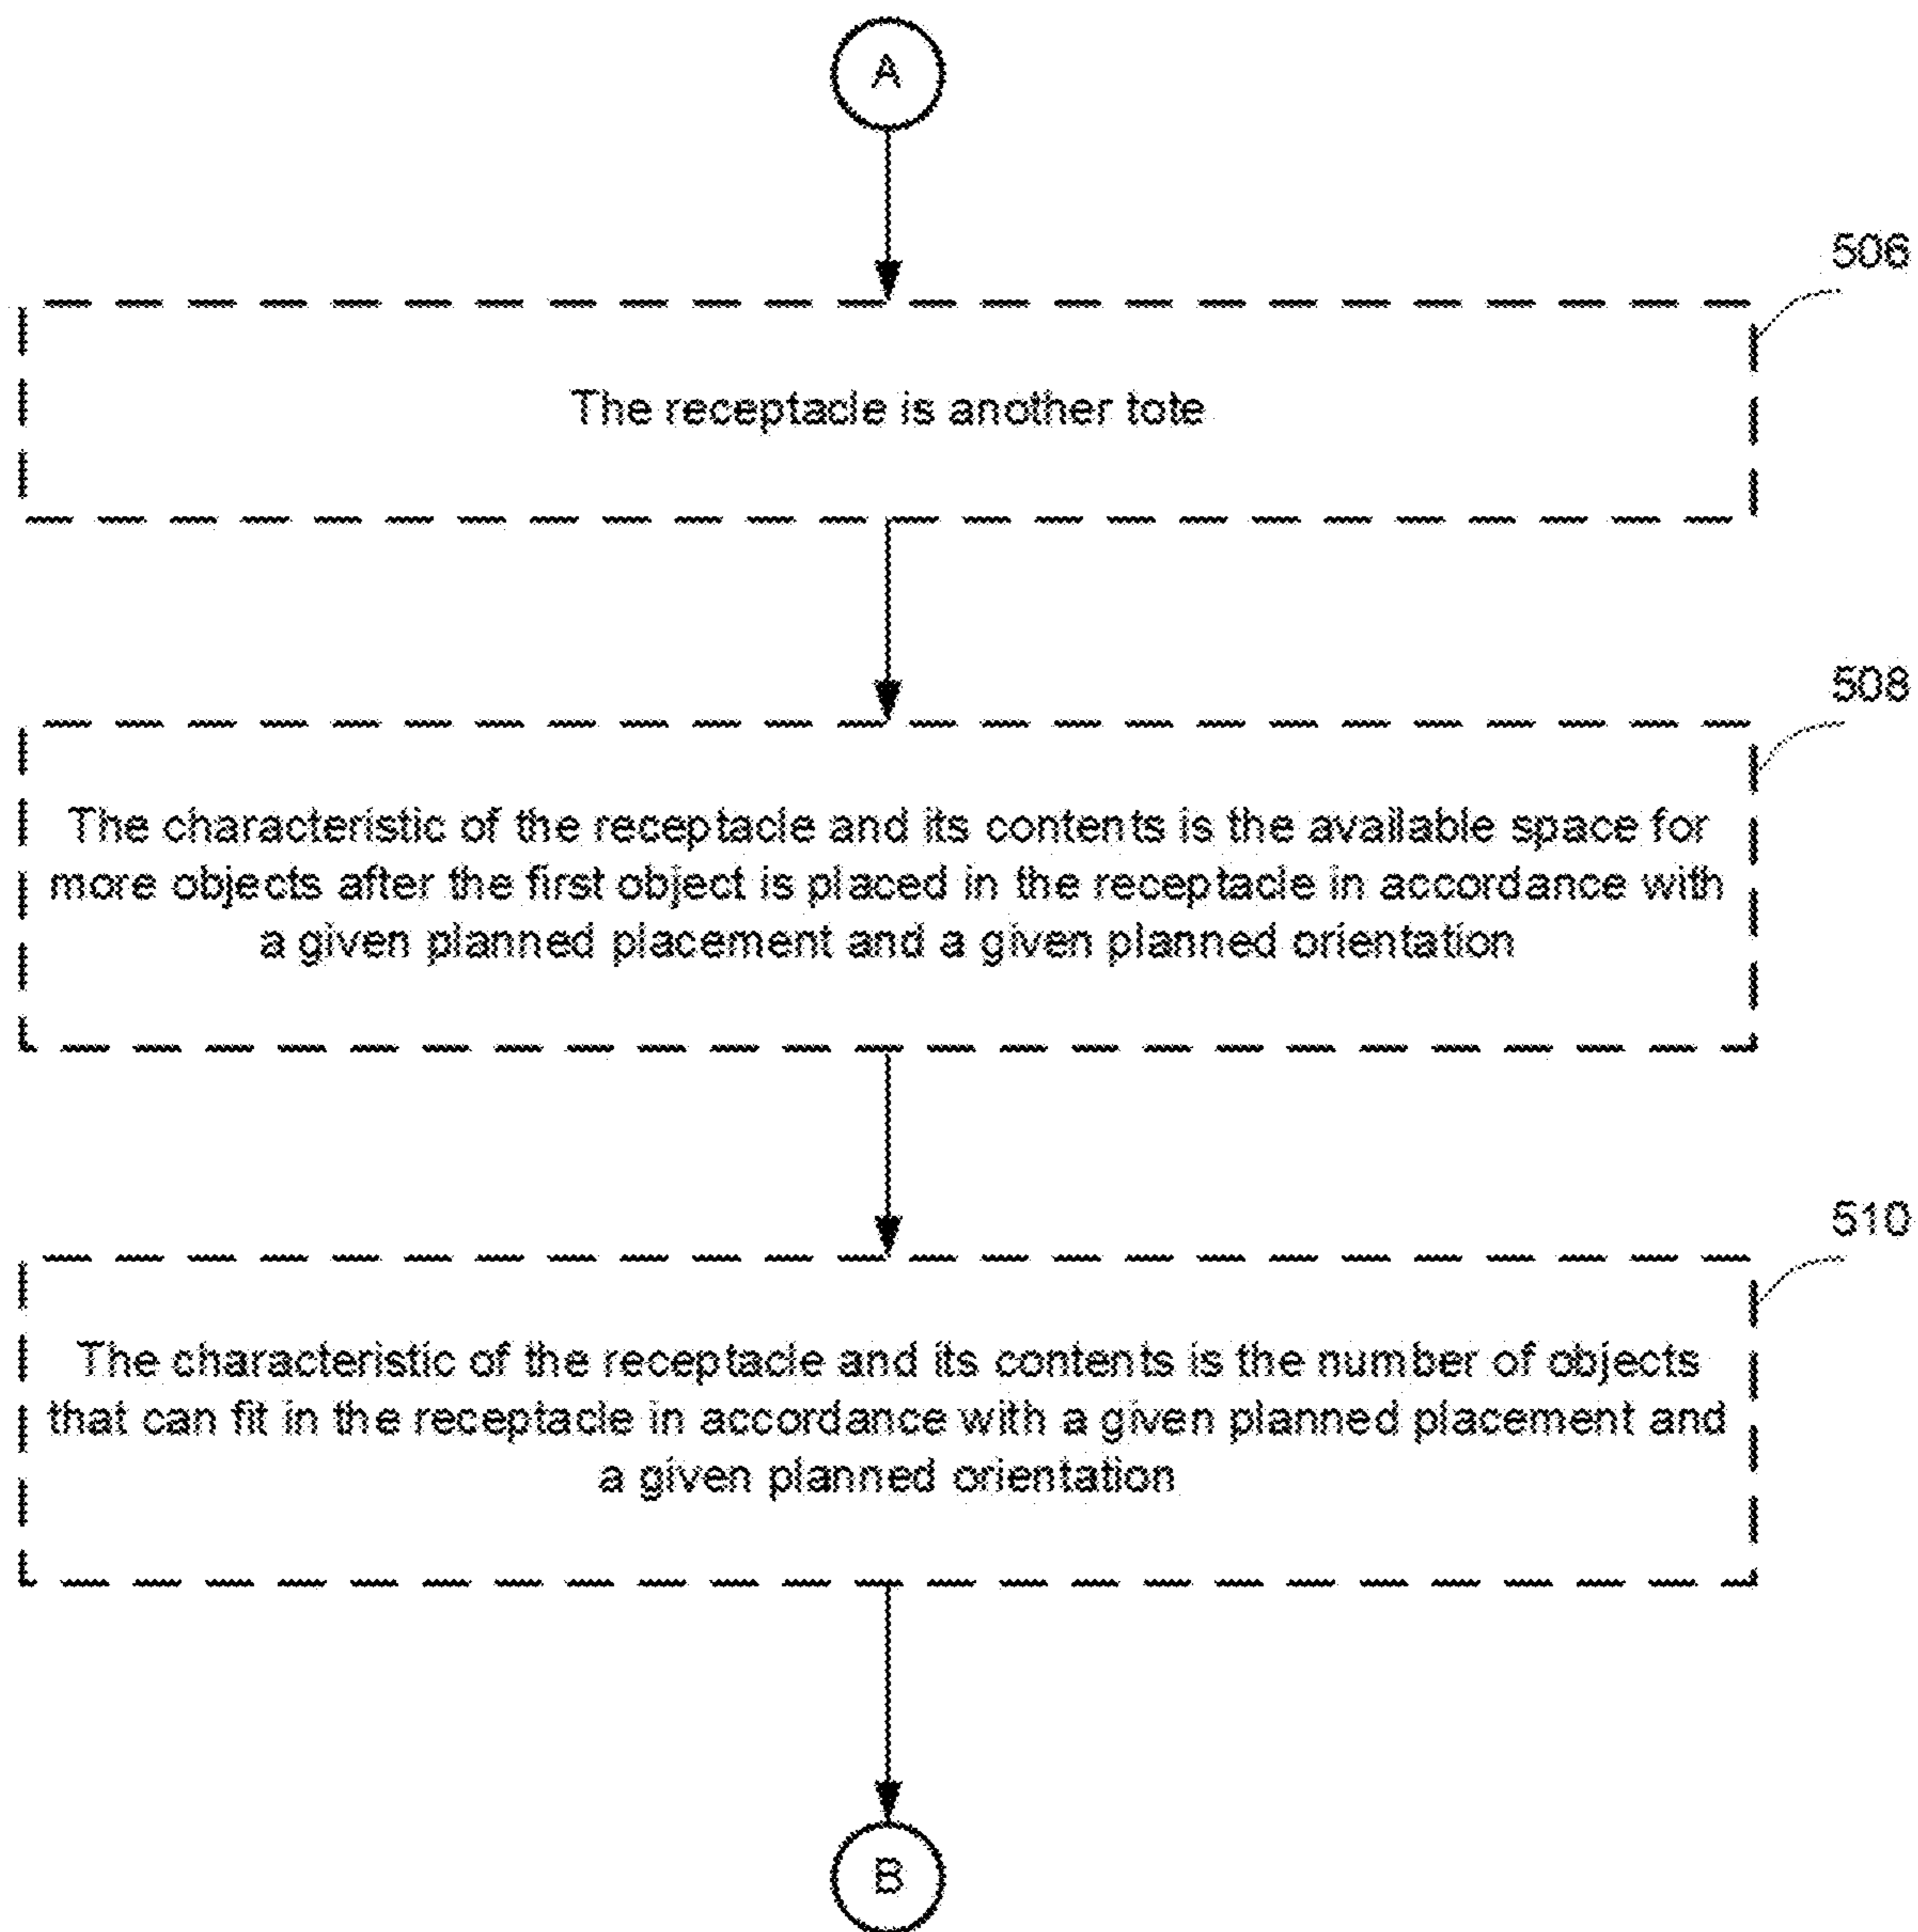 A
506
The receptacle is another tote
508
The characteristic of the receptacle and its contents is the available space for
more objects after the first object is placed in the receptacle in accordance with
a given planned placement and a given planned orientation
510
The characteristic of the receptacle and its contents is the number of objects
that can fit in the receptacle in accordance with a given planned placement and
a given planned orientation
B